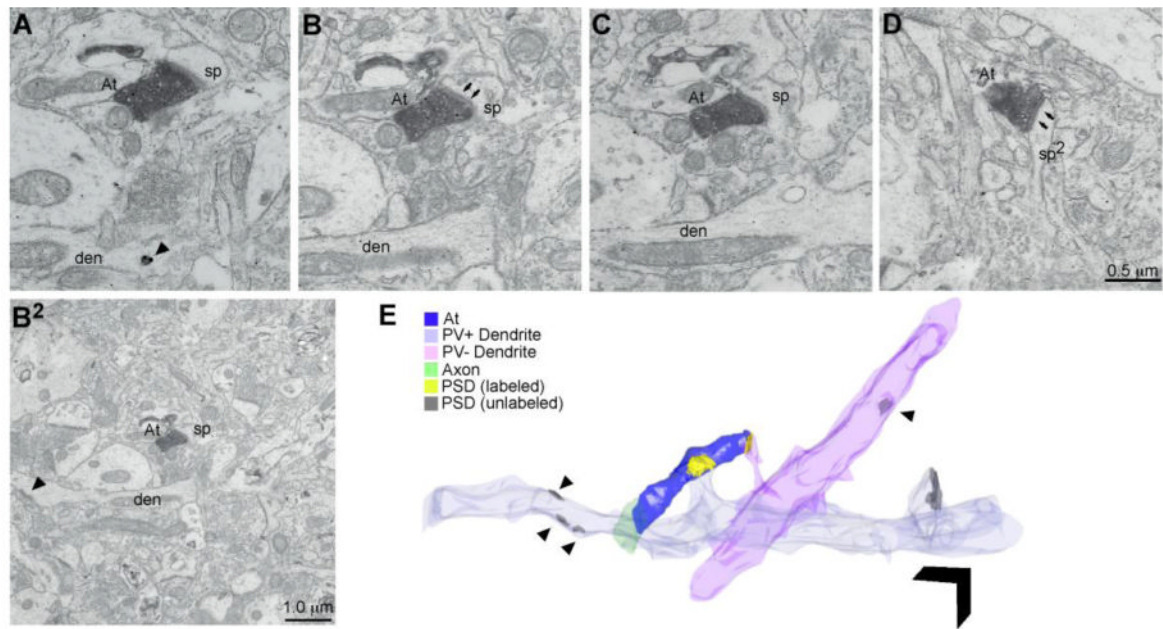 A
At
sp
den
B
At
sp
den
C
At
sp
den
D
At
sp²
0.5 μm
B²
At
sp
den
1.0 μm
E
At
PV+ Dendrite
PV- Dendrite
Axon
PSD (labeled)
PSD (unlabeled)